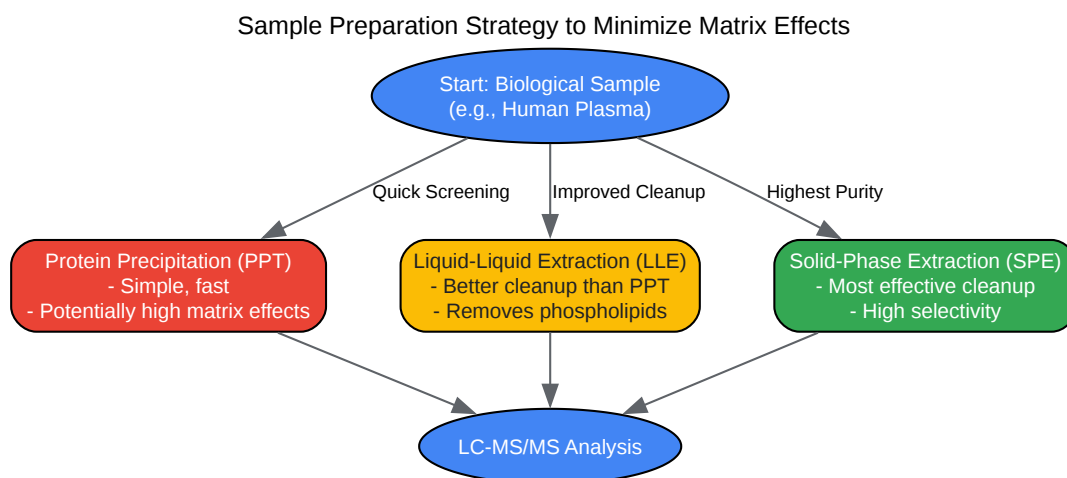 Sample Preparation Strategy to Minimize Matrix Effects
Start: Biological Sample
(e.g., Human Plasma)
Quick Screening
Improved Cleanup
Highest Purity
Protein Precipitation (PPT)
- Simple, fast
- Potentially high matrix effects
Liquid-Liquid Extraction (LLE)
- Better cleanup than PPT
- Removes phospholipids
Solid-Phase Extraction (SPE)
- Most effective cleanup
- High selectivity
LC-MS/MS Analysis